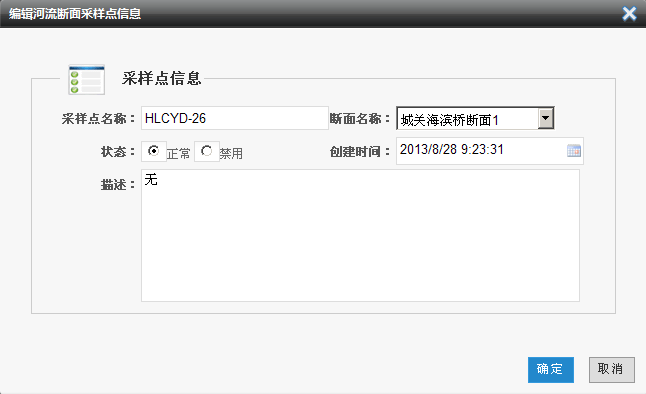 编辑河流断面采样点信息
采样点信息
采样点名称： HLCYD-26 断面名称： 城关海滨桥断面1
状态： 正常 禁用 创建时间： 2013/8/28 9:23:31
描述： 无
确定 取消